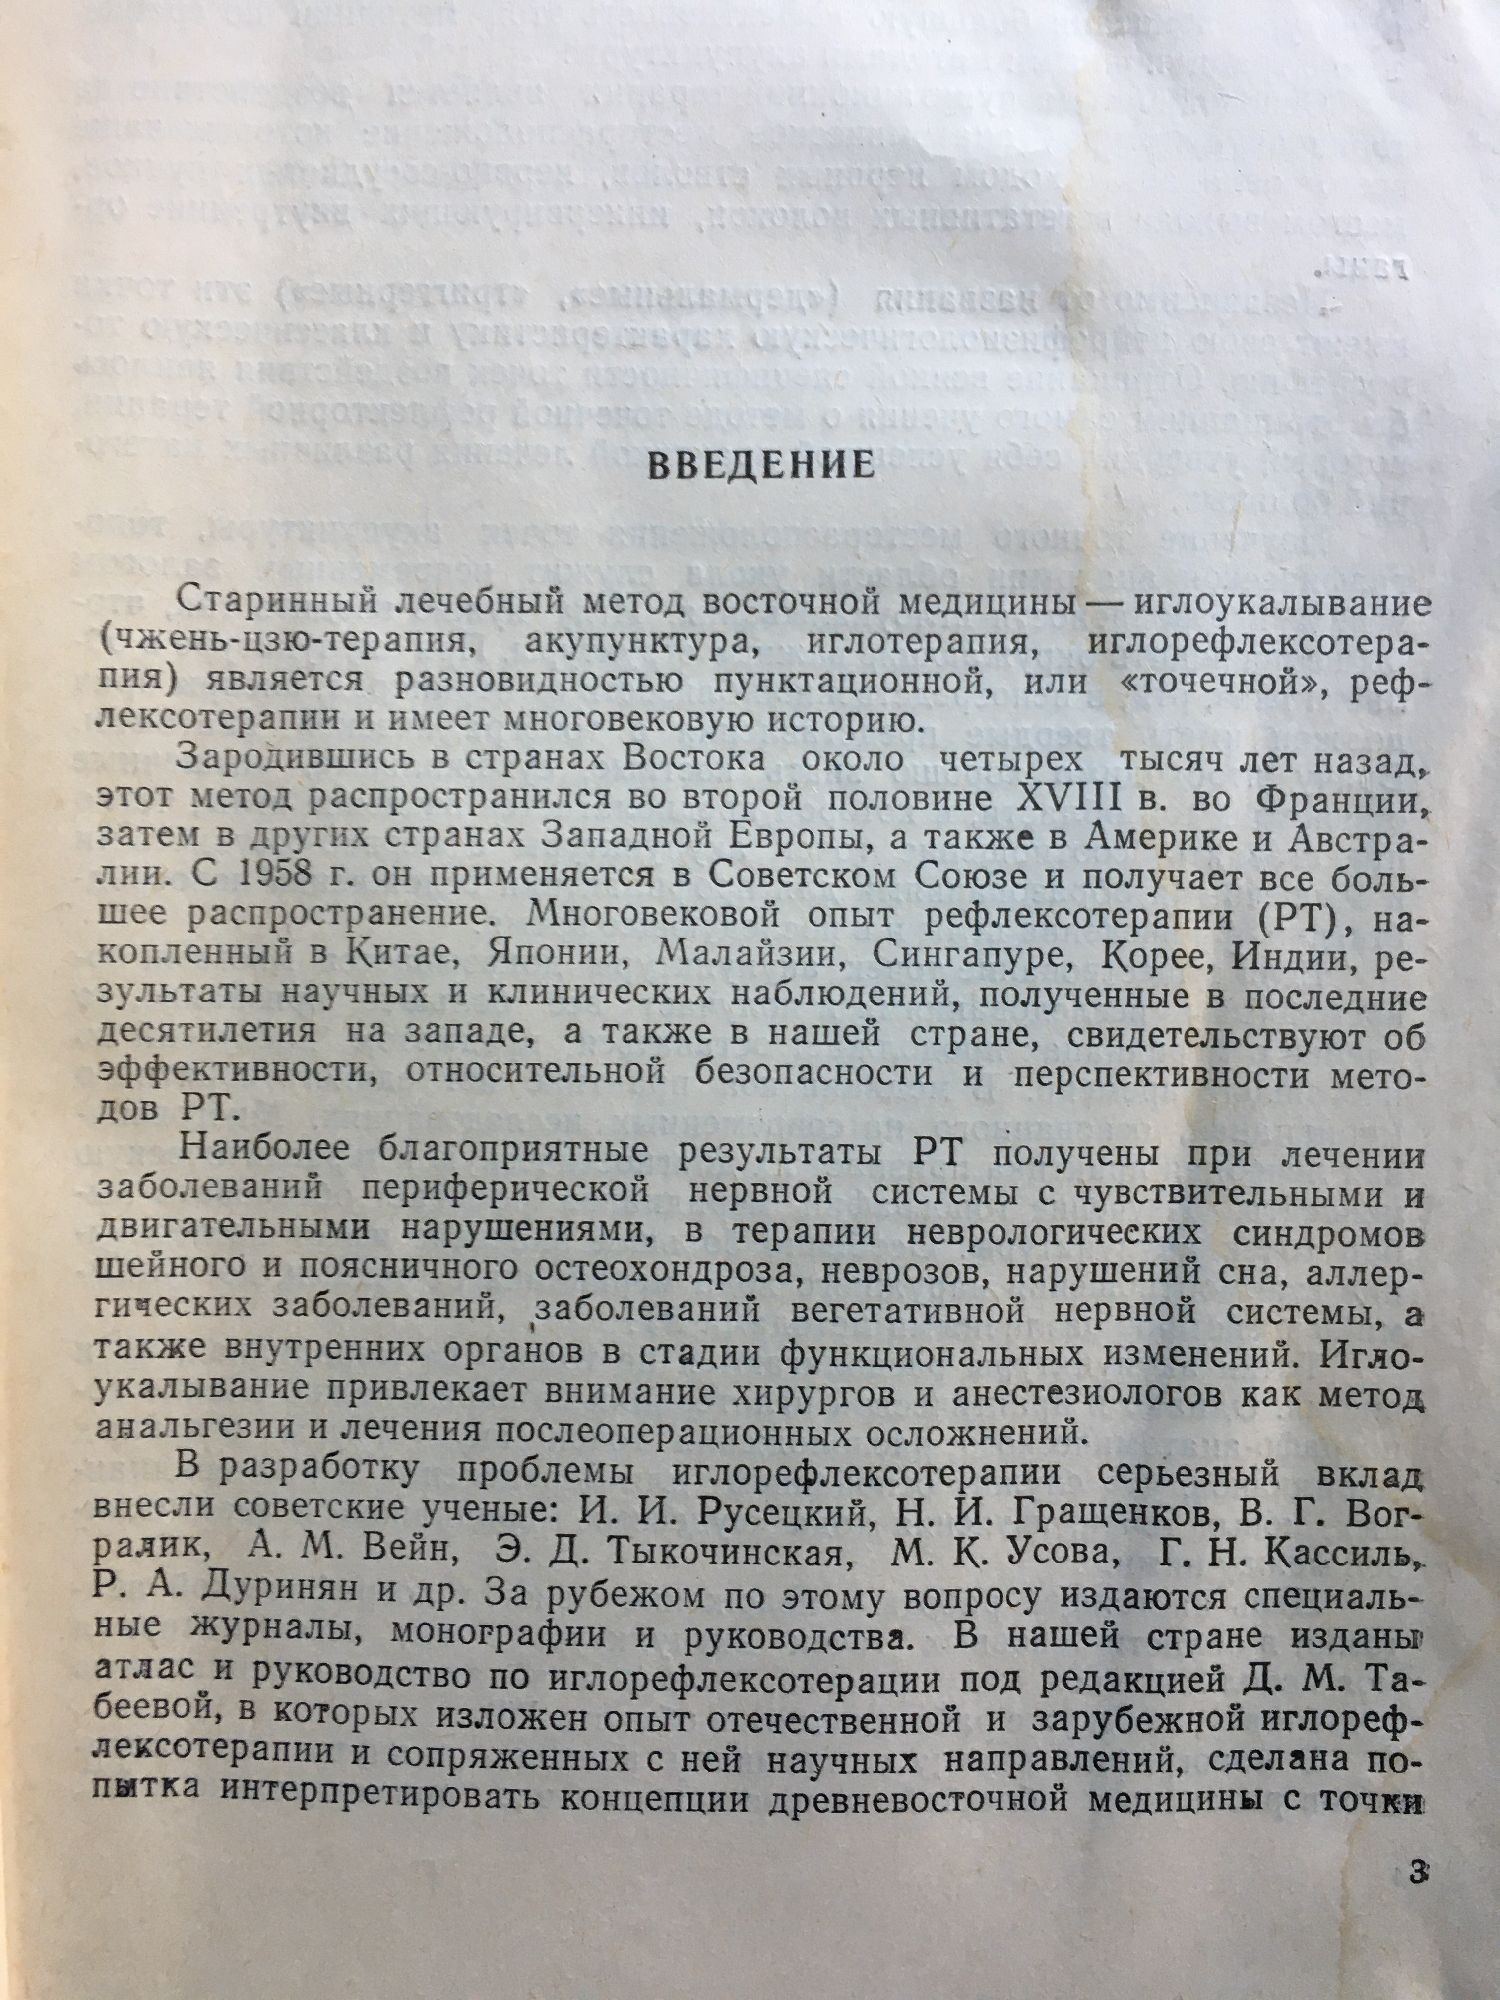 ВВЕДЕНИЕ
Старинный лечебный метод восточной медицины — иглоукалывание
(чжень-цзю-терапия, акупунктура, иглотерапия, иглорефлексотера-
пия) является разновидностью пунктационной, или «точечной», реф-
лексотерапии и имеет многовековую историю.
Зародившись в странах Востока около четырех тысяч лет назад,
этот метод распространился во второй половине XVIII в. во Франции,
затем в других странах Западной Европы, а также в Америке и Австра-
лии. С 1958 г. он применяется в Советском Союзе и получает все боль-
шее распространение. Многовековой опыт рефлексотерапии (РТ), на-
копленный в Китае, Японии, Малайзии, Сингапуре, Корее, Индии, ре-
зультаты научных и клинических наблюдений, полученные в последние
десятилетия на западе, а также в нашей стране, свидетельствуют об
эффективности, относительной безопасности и перспективности мето-
дов РТ.
Наиболее благоприятные результаты РТ получены при лечении
заболеваний периферической нервной системы с чувствительными и
двигательными нарушениями, в терапии неврологических синдромов
шейного и поясничного остеохондроза, неврозов, нарушений сна, аллер-
гических заболеваний, заболеваний вегетативной нервной системы, а
также внутренних органов в стадии функциональных изменений. Игло-
укалывание привлекает внимание хирургов и анестезиологов как метод
анальгезии и лечения послеоперационных осложнений.
В разработку проблемы иглорефлексотерапии серьезный вклад
внесли советские ученые: И. И. Русецкий, Н. И. Гращенков, В. Г. Вог-
ралик, А. М. Вейн, Э. Д. Тыкочинская, М. К. Усова, Г. Н. Кассиль,
Р. А. Дуринян и др. За рубежом по этому вопросу издаются специаль-
ные журналы, монографии и руководства. В нашей стране изданы
атлас и руководство по иглорефлексотерации под редакцией Д. М. Та-
беевой, в которых изложен опыт отечественной и зарубежной иглореф-
лексотерапии и сопряженных с ней научных направлений, сделана по-
пытка интерпретировать концепции древневосточной медицины с точки
3